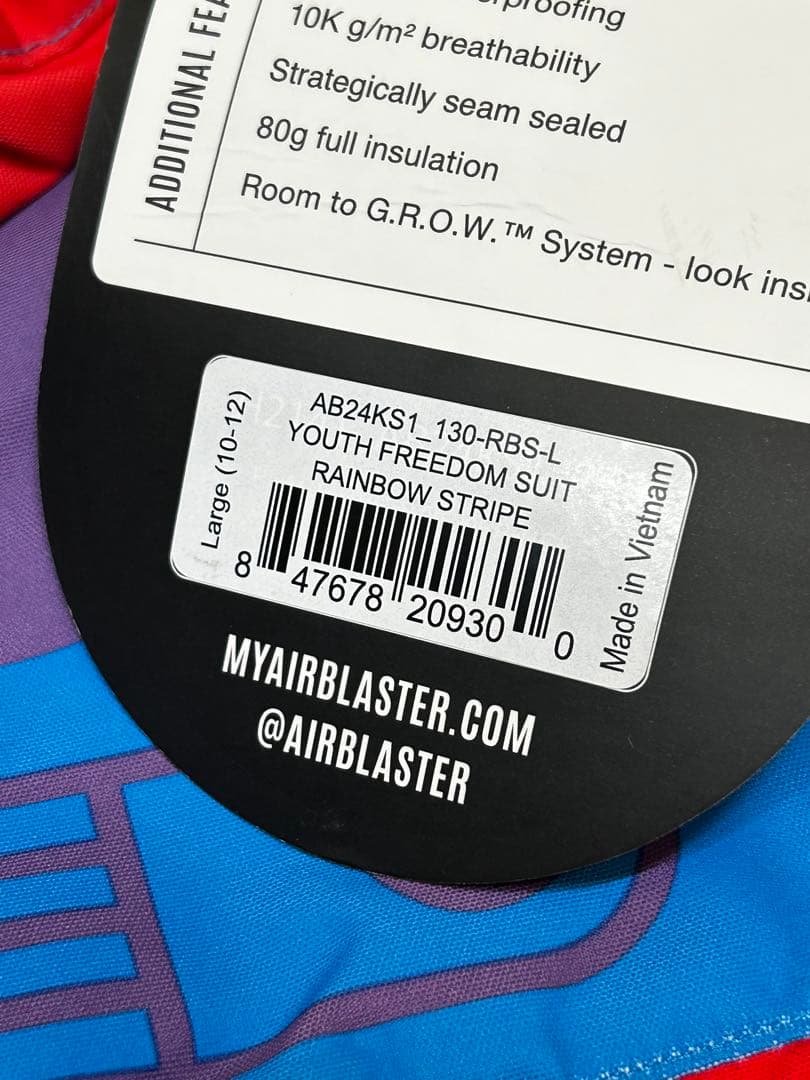 ADDITIONAL
10K g/m² breathability
Strategically seam sealed
80g full insulation
Room to G.R.O.W.™ System - look
Large (10-12)
AB24KS1_130-RBS-L
YOUTH FREEDOM SUIT
RAINBOW STRIPE
8 47678 20930 0
Made in Vietnam
MYAIRBLASTER.COM
@AIRBLASTER